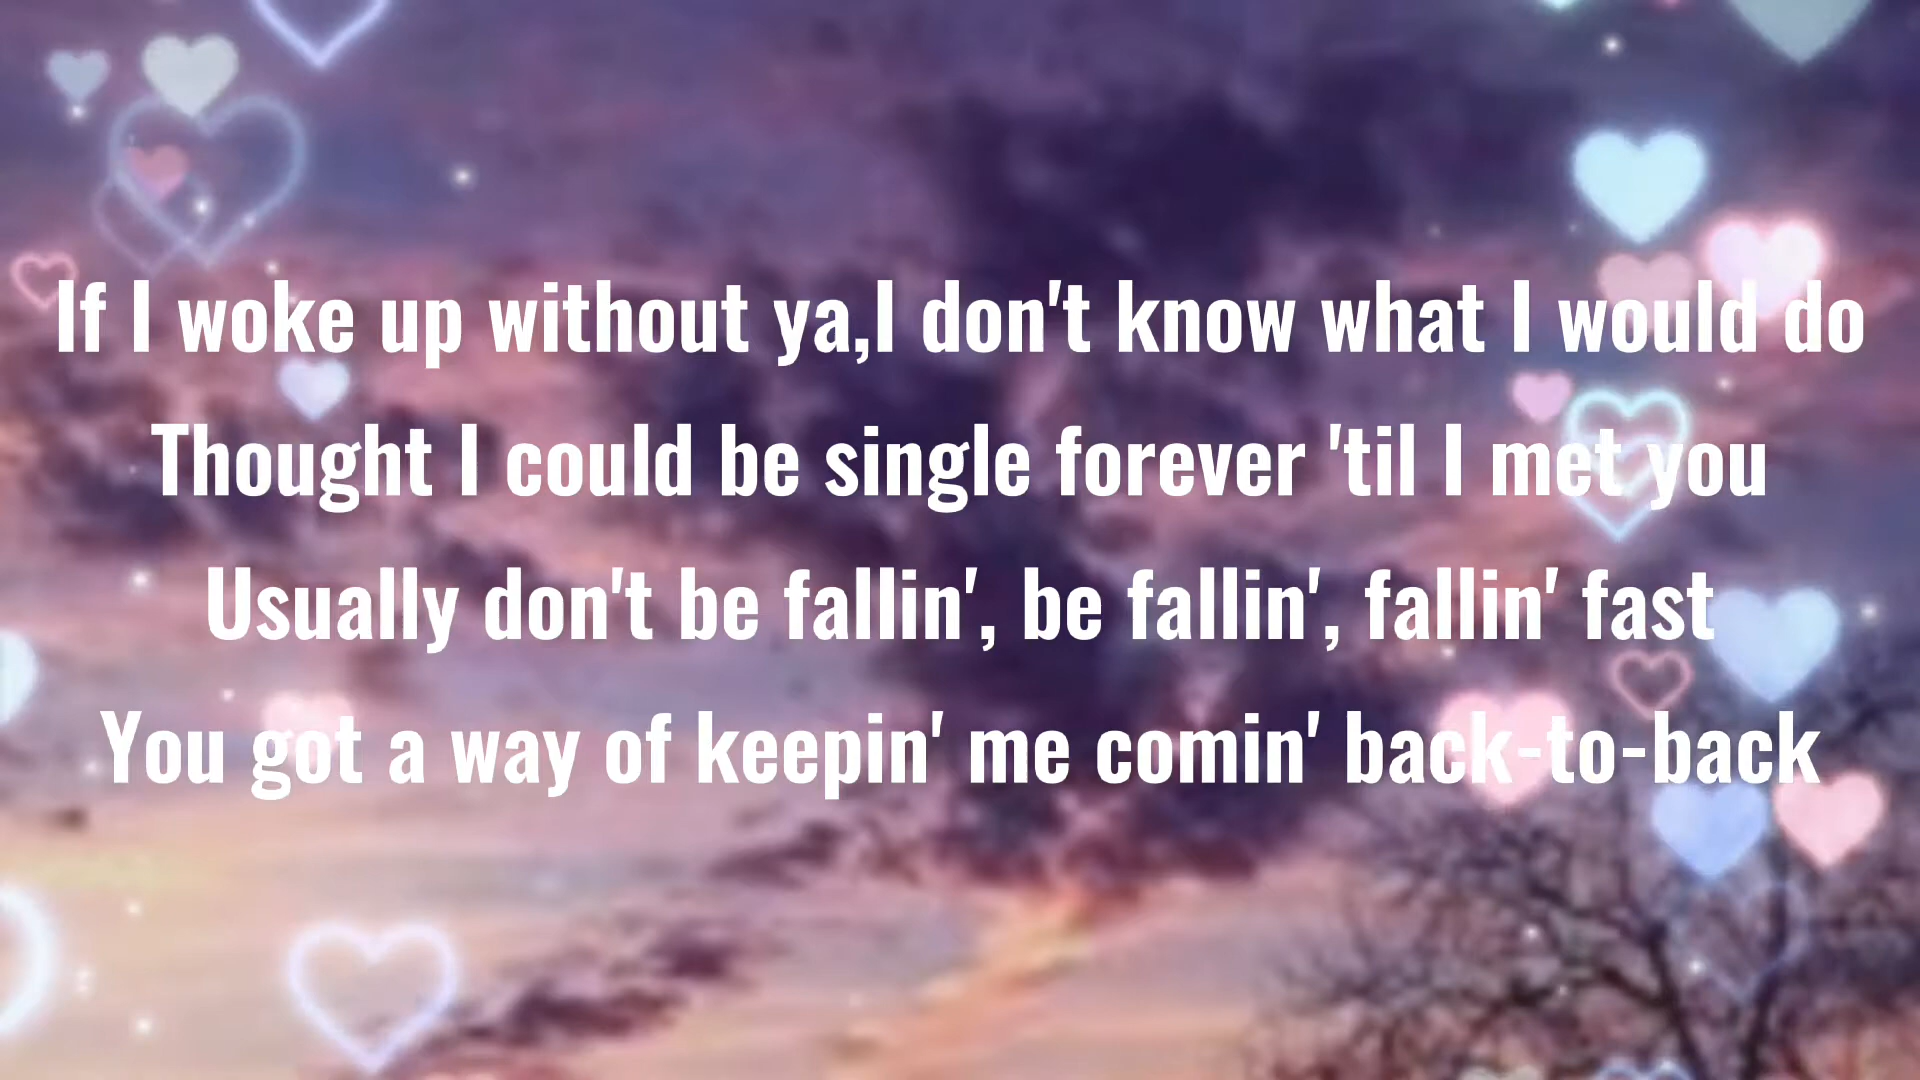 If I woke up without ya,I don't know what I would do
Thought I could be single forever 'til I met you
Usually don't be fallin', be fallin', fallin' fast
You got a way of keepin' me comin' back-to-back